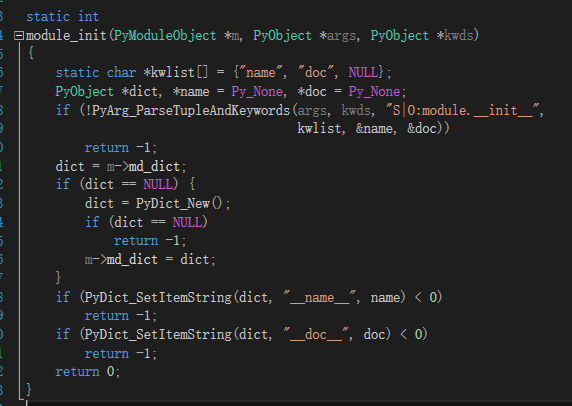 static int
module_init(PyModuleObject *m, PyObject *args, PyObject *kwds)
{
    static char *kwlist[] = {"name", "doc", NULL};
    PyObject *dict, *name = Py_None, *doc = Py_None;
    if (!PyArg_ParseTupleAndKeywords(args, kwds, "S|O:module.__init__",
                                     kwlist, &name, &doc))
        return -1;
    dict = m->md_dict;
    if (dict == NULL) {
        dict = PyDict_New();
        if (dict == NULL)
            return -1;
        m->md_dict = dict;
    }
    if (PyDict_SetItemString(dict, "__name__", name) < 0)
        return -1;
    if (PyDict_SetItemString(dict, "__doc__", doc) < 0)
        return -1;
    return 0;
}